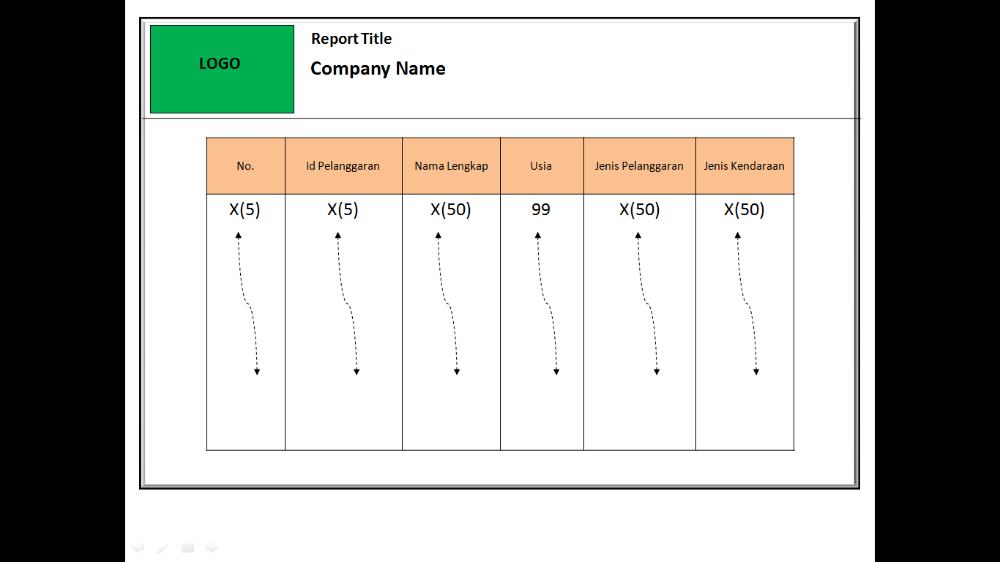 LOGO
Report Title
Company Name
No. Id Pelanggaran Nama Lengkap Usia Jenis Pelanggaran Jenis Kendaraan
X(5) X(5) X(50) 99 X(50) X(50)